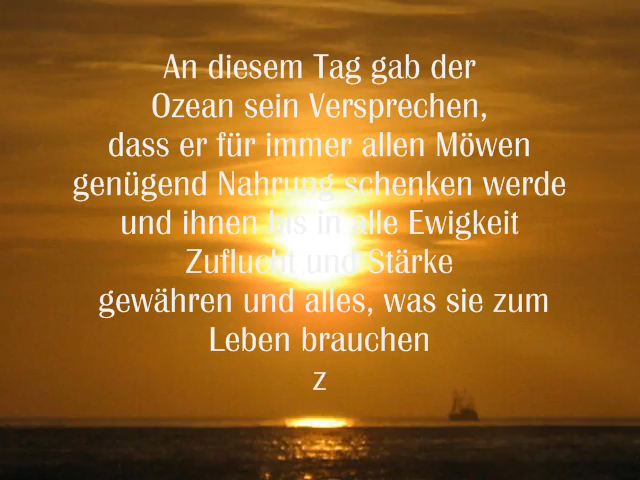 An diesem Tag gab der
Ozean sein Versprechen,
dass er für immer allen Möwen
genügend Nahrung schenken werde
und ihnen bis in alle Ewigkeit
Zuflucht und Stärke
gewähren und alles, was sie zum
Leben brauchen
z